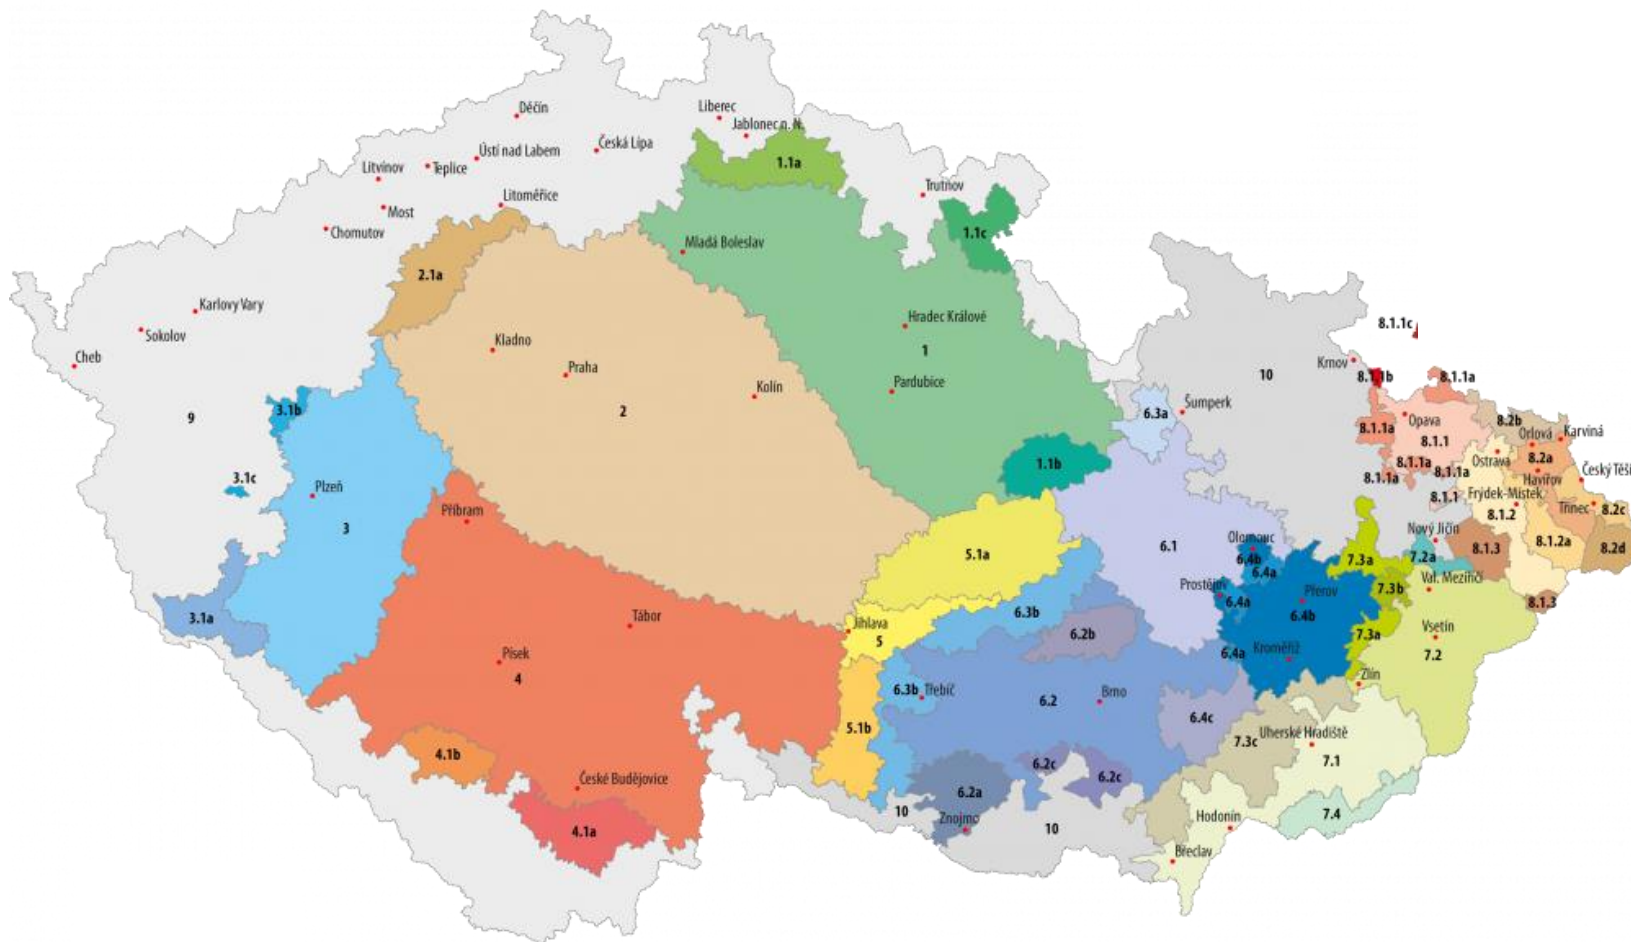 Děčín
Liberec
Jablonec n. N.
Česká Lípa
Ústí nad Labem
Teplice
Litvínov
1.1a
Trutnov
Litoměřice
Most
Chomutov
1.1c
Mladá Boleslav
2.1a
Karlovy Vary
Sokolov
Hradec Králové
8.1.1c
Kladno
1
Cheb
Praha
Krnov
10
8.1.1b
8.1.1a
Pardubice
Kolín
3.1b
2
9
6.3a
Šumperk
Opava
8.2b
8.1.1a
8.1.1
Orlová
Karviná
1.1b
8.1.1a
8.1.1a
Ostrava
8.2a
Český Těší
8.1.1a
Havířov
3.1c
Plzeň
8.1.1
Frýdek-Místek
Příbram
3
8.1.2
Třinec
8.2c
Nový Jičín
Olomouc
6.1
5.1a
6.4b
7.3a
7.2a
8.1.3
8.1.2a
8.2d
6.4a
Val. Meziříčí
Prostějov
6.4a
Přerov
7.3b
8.1.3
3.1a
Tábor
6.3b
6.4b
Jihlava
5
6.2b
7.3a
Vsetín
Písek
4
6.4a
Kroměříž
7.2
Zlín
6.3b
Třebíč
6.2
Brno
6.4c
5.1b
Uherské Hradiště
7.3c
7.1
4.1b
6.2c
6.2c
České Budějovice
6.2a
10
Znojmo
10
Hodonín
7.4
4.1a
Břeclav